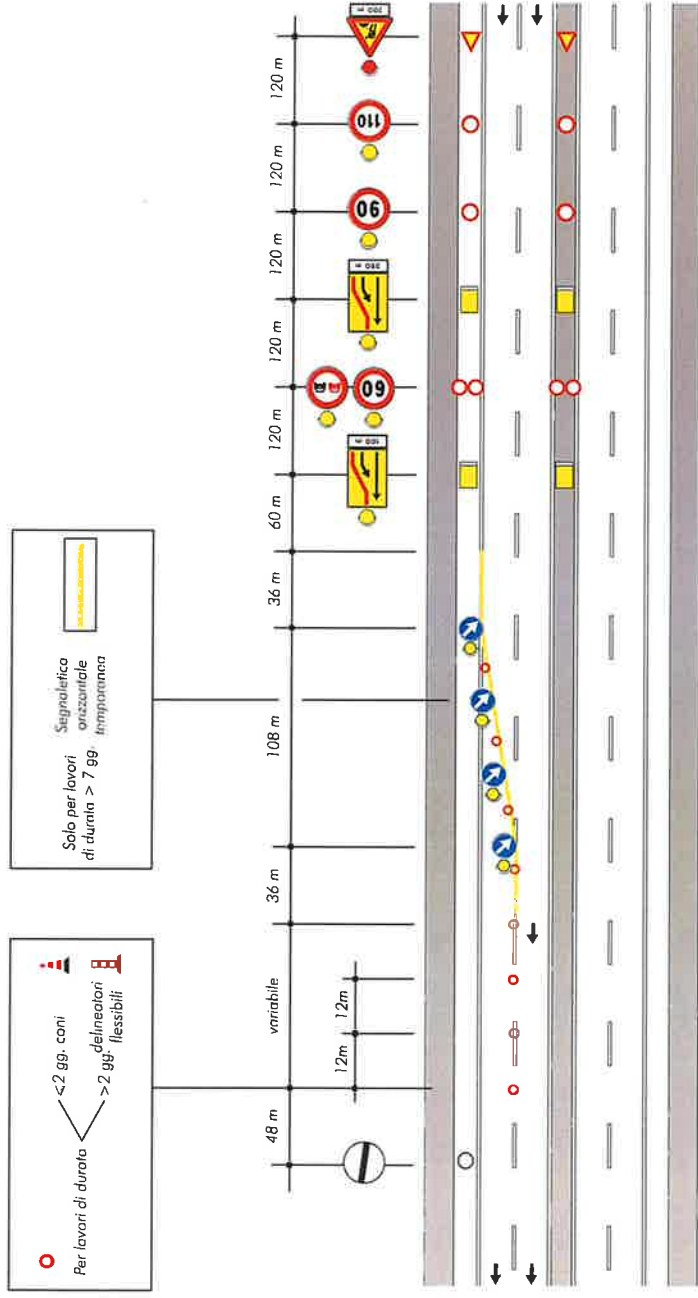 Per lavori di durata
<2 gg. coni
>2 gg. delineatori
flessibili
Solo per lavori
di durata > 7 gg.
Segnaletica
orizzontale
temporanea
48 m
variabile
12m
12m
36 m
108 m
36 m
60 m
120 m
120 m
120 m
120 m
120 m
100 m
60
90
110